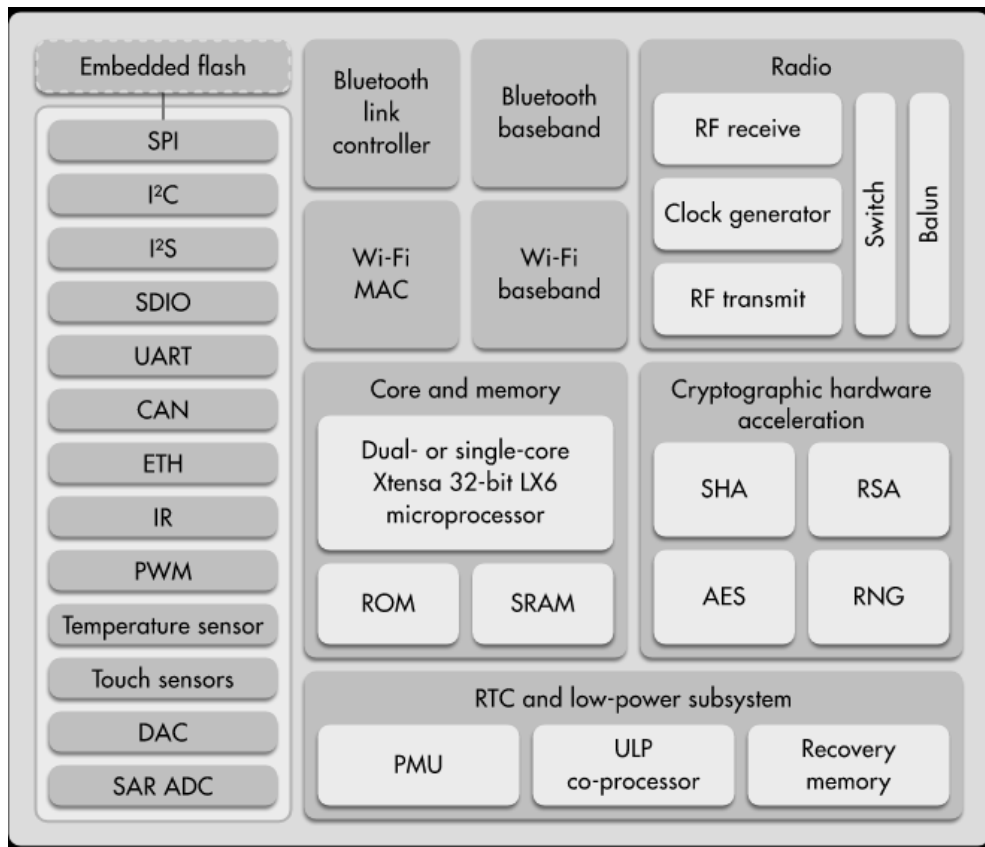 Embedded flash
SPI
I²C
I²S
SDIO
UART
CAN
ETH
IR
PWM
Temperature sensor
Touch sensors
DAC
SAR ADC
Bluetooth
link
controller
Bluetooth
baseband
Wi-Fi
MAC
Wi-Fi
baseband
Radio
RF receive
Clock generator
RF transmit
Switch
Balun
Core and memory
Dual- or single-core
Xtensa 32-bit LX6
microprocessor
ROM
SRAM
Cryptographic hardware
acceleration
SHA
RSA
AES
RNG
RTC and low-power subsystem
PMU
ULP
co-processor
Recovery
memory